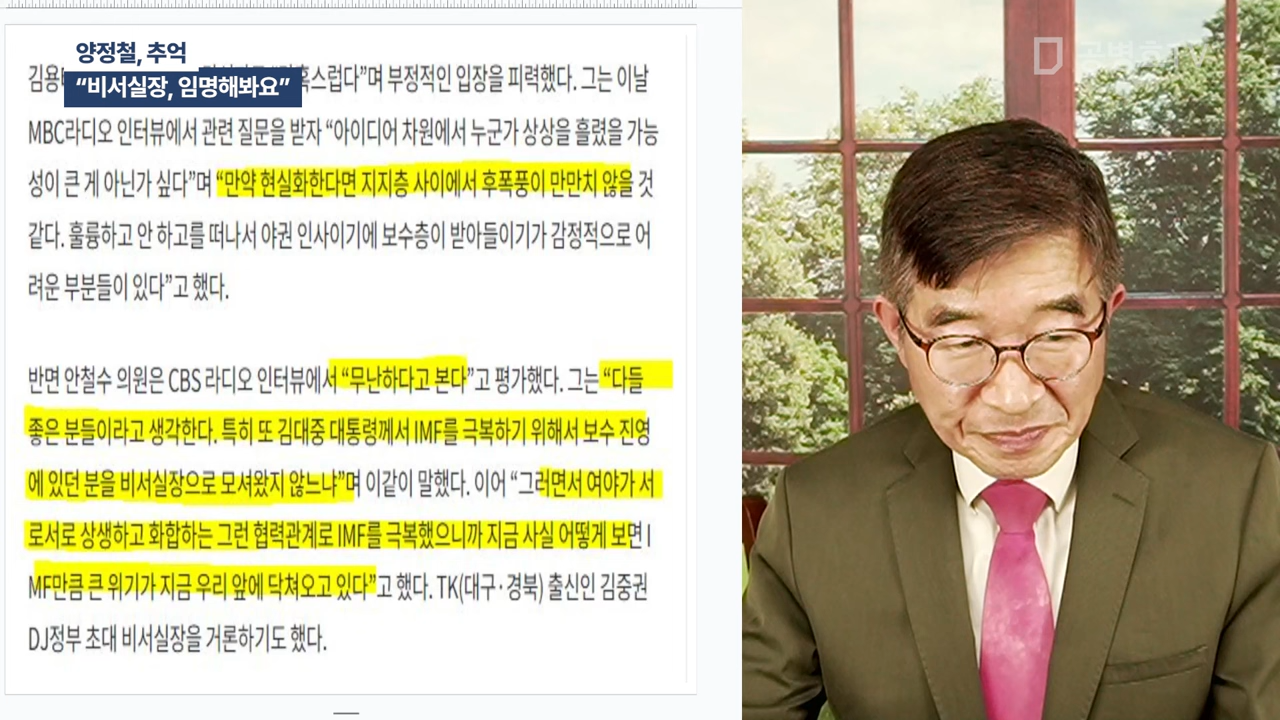 양정철, 추억
“비서실장, 임명해봐요”
김용
혹스럽다”며 부정적인 입장을 피력했다. 그는 이날
MBC라디오 인터뷰에서 관련 질문을 받자 “아이디어 차원에서 누군가 상상을 흘렸을 가능
성이 큰 게 아닌가 싶다”며 “만약 현실화한다면 지지층 사이에서 후폭풍이 만만치 않을 것
같다. 훌륭하고 안 하고를 떠나서 야권 인사이기에 보수층이 받아들이기가 감정적으로 어
려운 부분들이 있다”고 했다.
반면 안철수 의원은 CBS 라디오 인터뷰에서 “무난하다고 본다”고 평가했다. 그는 “다들
좋은 분들이라고 생각한다. 특히 또 김대중 대통령께서 IMF를 극복하기 위해서 보수 진영
에 있던 분을 비서실장으로 모셔왔지 않느냐”며 이같이 말했다. 이어 “그러면서 여야가 서
로서로 상생하고 화합하는 그런 협력관계로 IMF를 극복했으니까 지금 사실 어떻게 보면 I
MF만큼 큰 위기가 지금 우리 앞에 닥쳐오고 있다”고 했다. TK(대구·경북) 출신인 김중권
DJ정부 초대 비서실장을 거론하기도 했다.